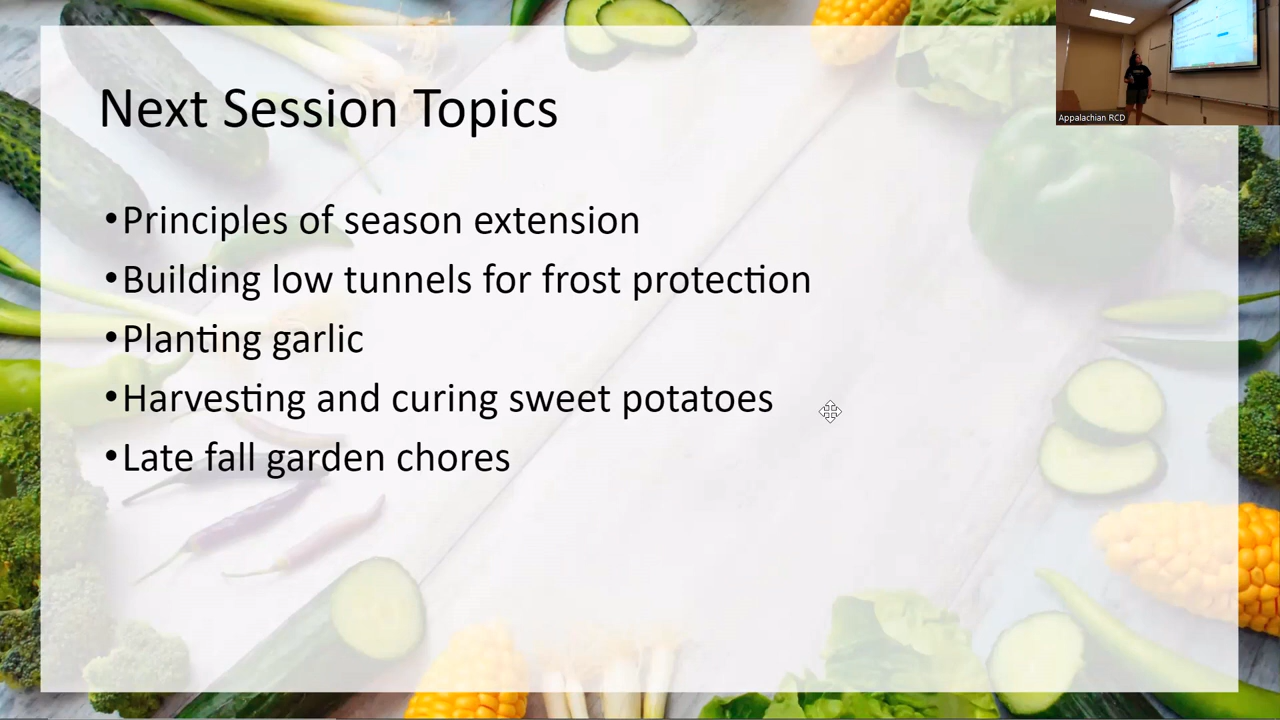 Next Session Topics
•Principles of season extension
•Building low tunnels for frost protection
•Planting garlic
•Harvesting and curing sweet potatoes
•Late fall garden chores
Appalachian RCD